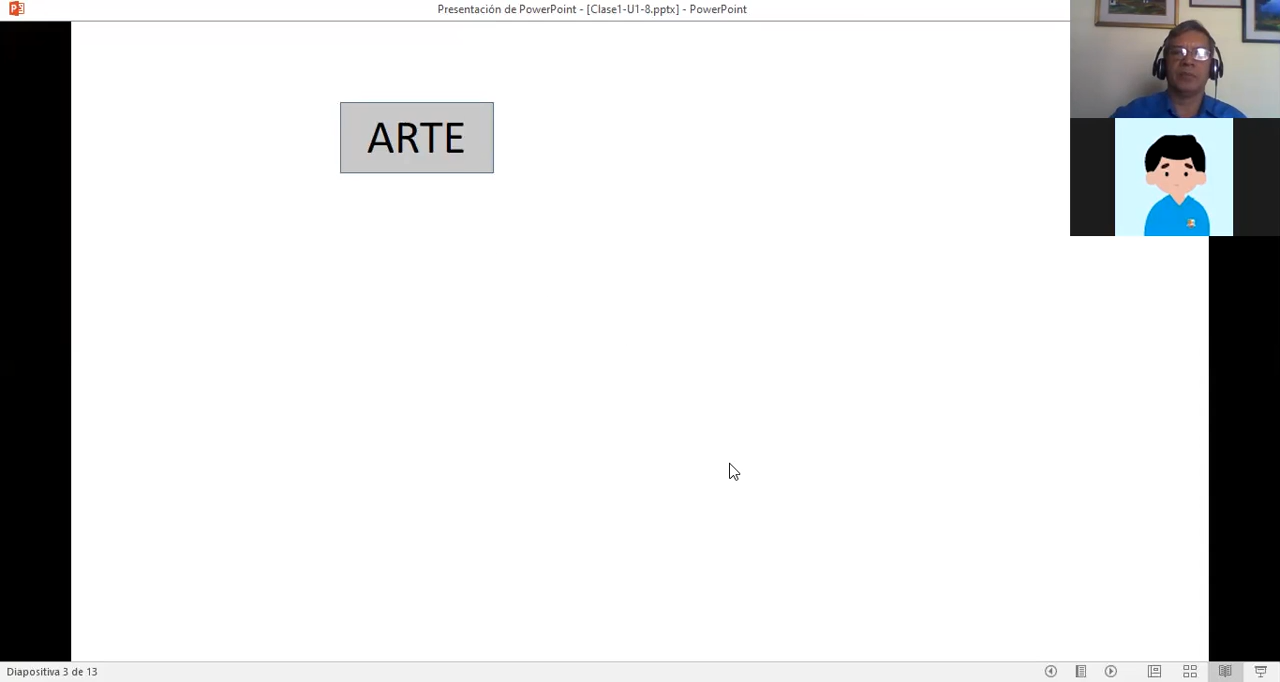 Presentación de PowerPoint - [Clase1-U1-8.pptx] - PowerPoint
ARTE
Diapositiva 3 de 13